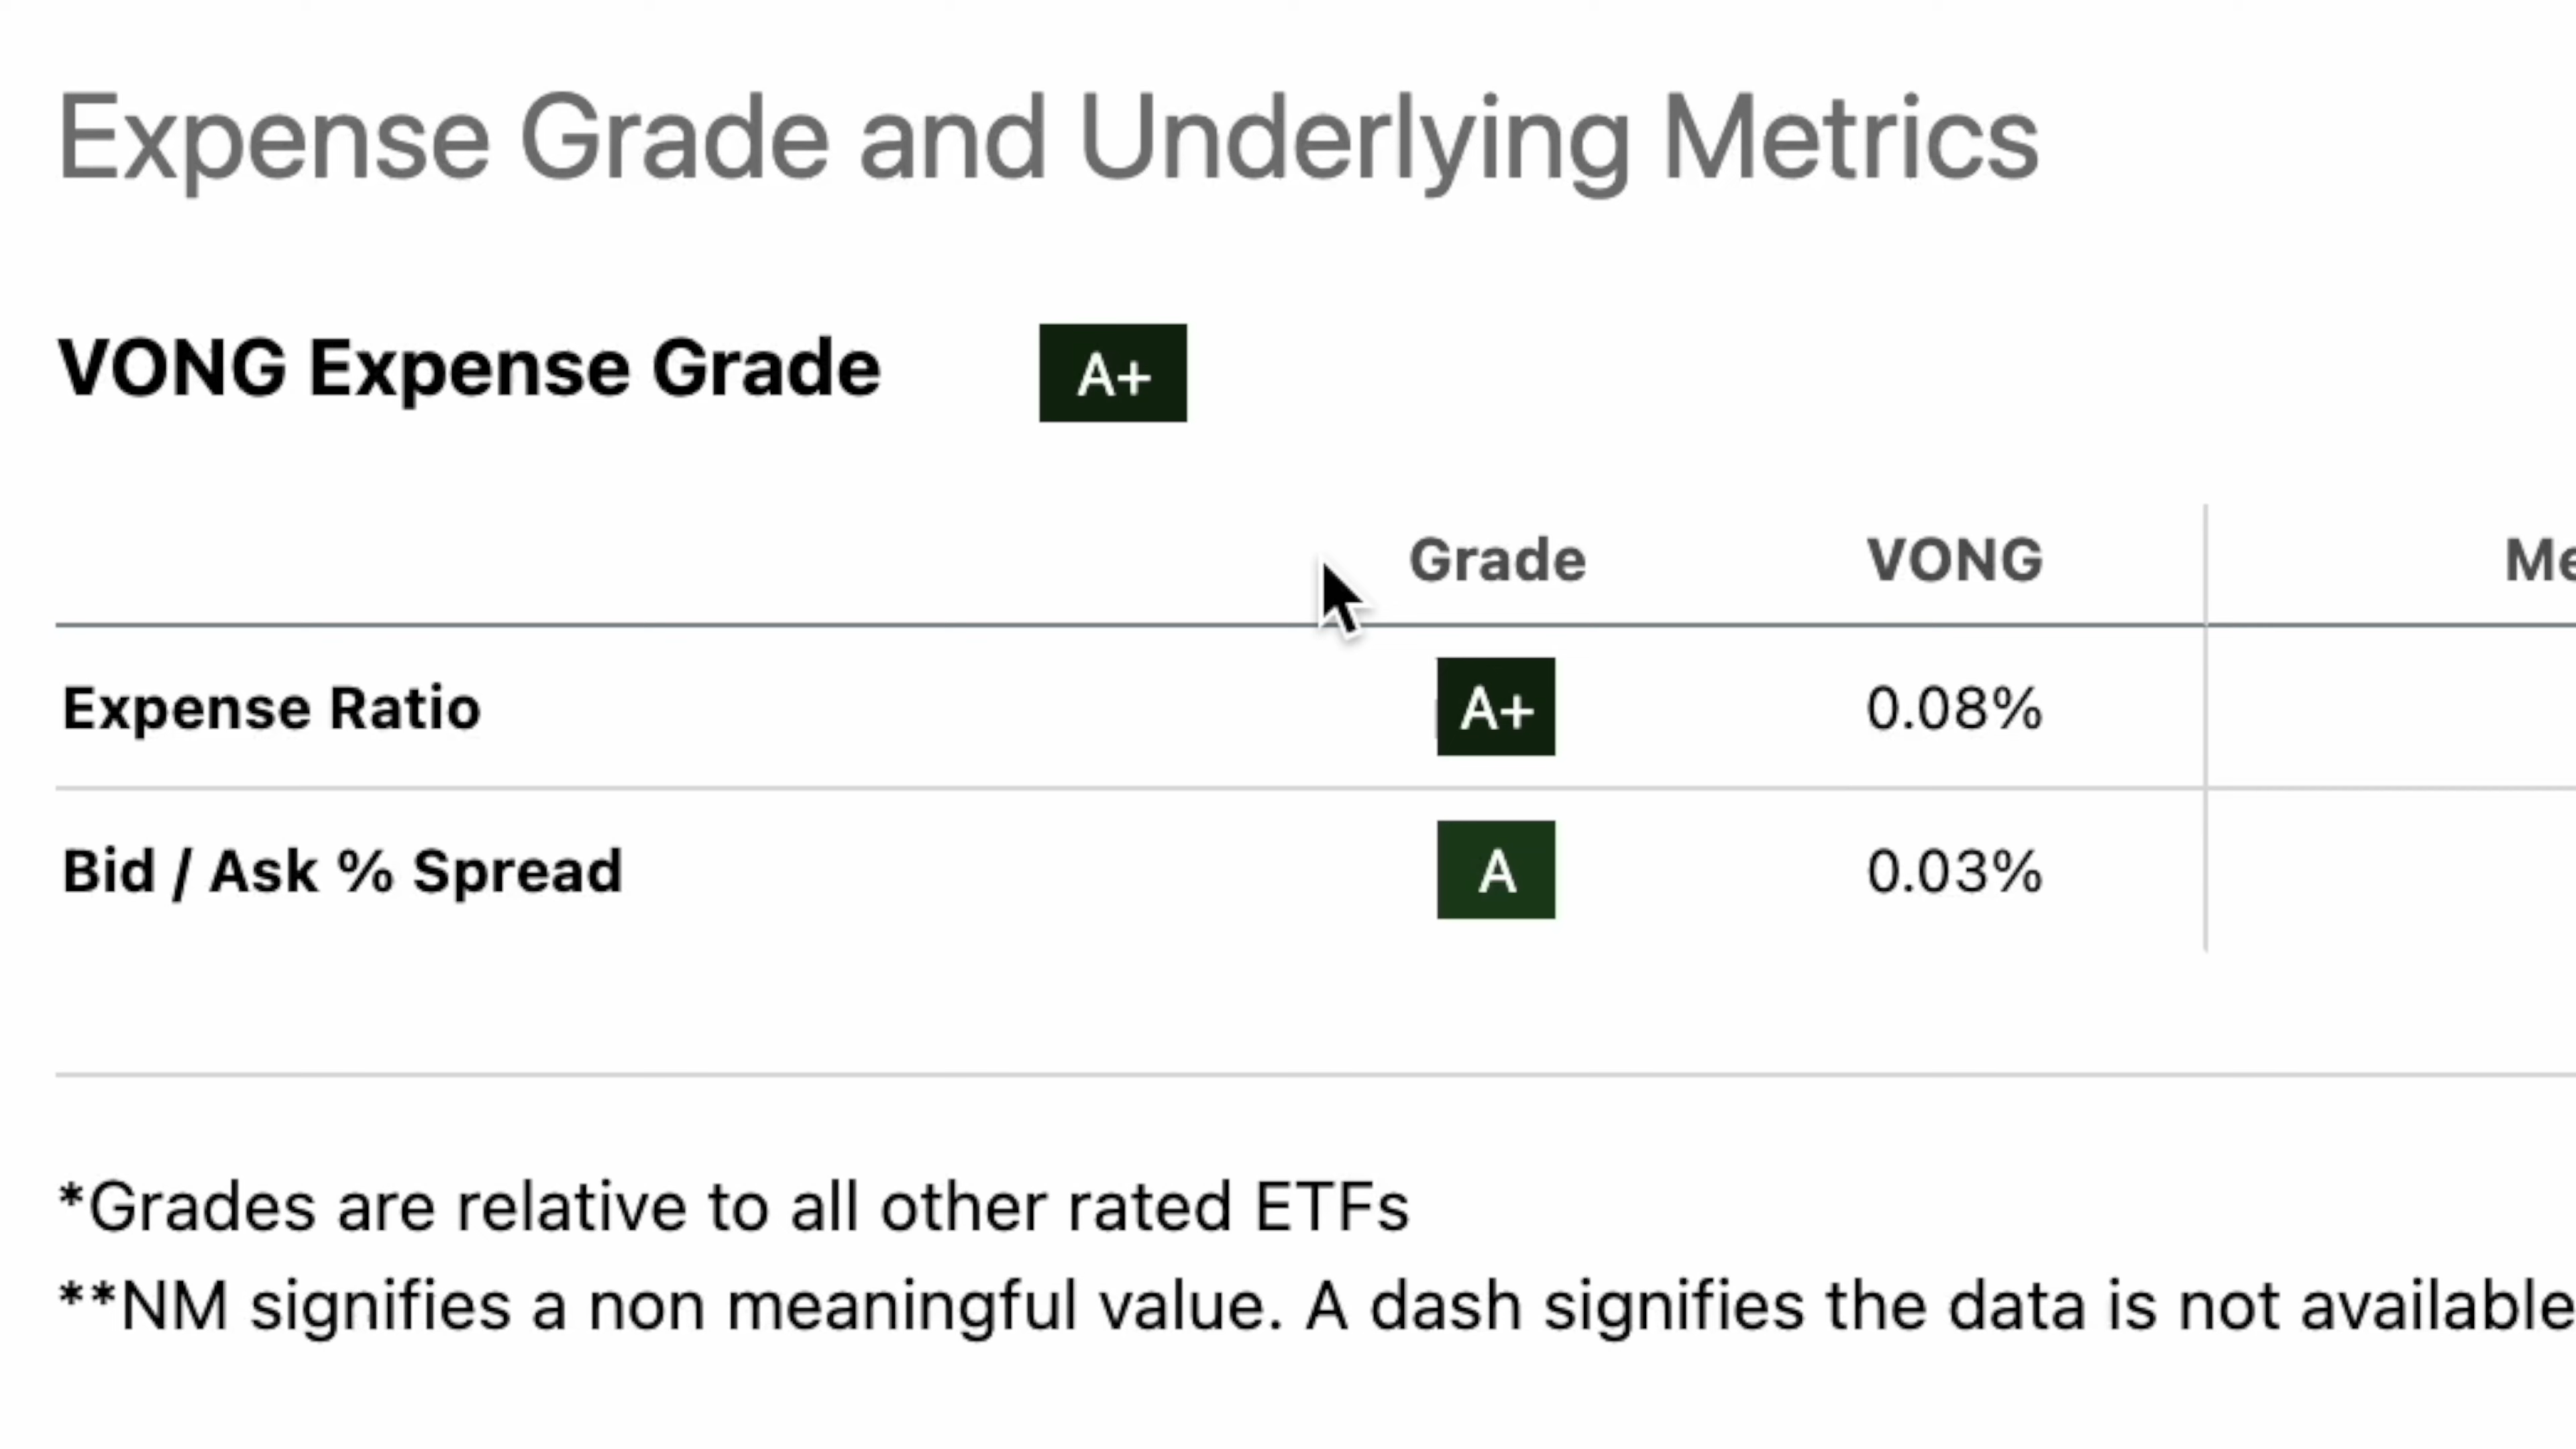 Expense Grade and Underlying Metrics
VONG Expense Grade A+
Grade VONG
Expense Ratio A+ 0.08%
Bid / Ask % Spread A 0.03%
*Grades are relative to all other rated ETFs
**NM signifies a non meaningful value. A dash signifies the data is not available